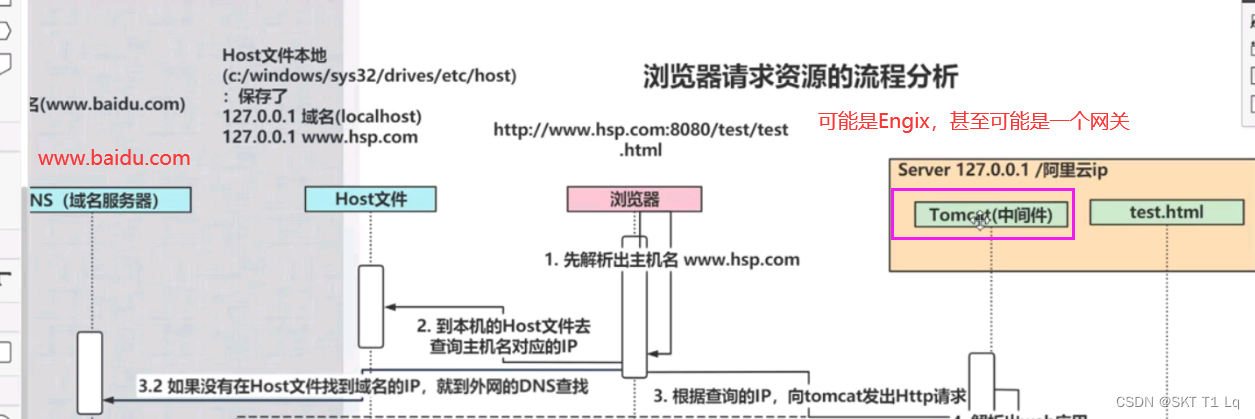 Host文件本地
(c:/windows/sys32/drives/etc/host)
：保存了
127.0.0.1 域名(localhost)
127.0.0.1 www.hsp.com
名(www.baidu.com)
www.baidu.com
浏览器请求资源的流程分析
http://www.hsp.com:8080/test/test
.html
可能是Engix，甚至可能是一个网关
Server 127.0.0.1 /阿里云ip
NS（域名服务器）
Host文件
浏览器
Tomcat(中间件)
test.html
1. 先解析出主机名 www.hsp.com
2. 到本机的Host文件去
查询主机名对应的IP
3.2 如果没有在Host文件找到域名的IP，就到外网的DNS查找
3. 根据查询的IP，向tomcat发出Http请求
CSDN @SKT T1 Lq